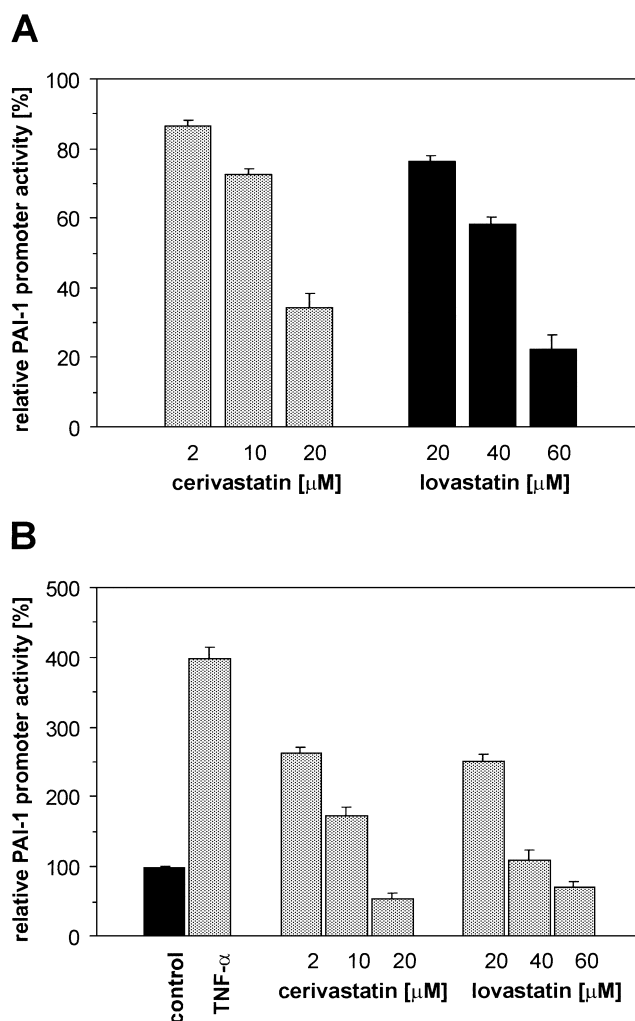 A
relative PAI-1 promoter activity [%]
100
80
60
40
20
0
2 10 20 20 40 60
cerivastatin [μM] lovastatin [μM]
B
relative PAI-1 promoter activity [%]
500
400
300
200
100
0
control
TNF-α
2 10 20 20 40 60
cerivastatin [μM] lovastatin [μM]